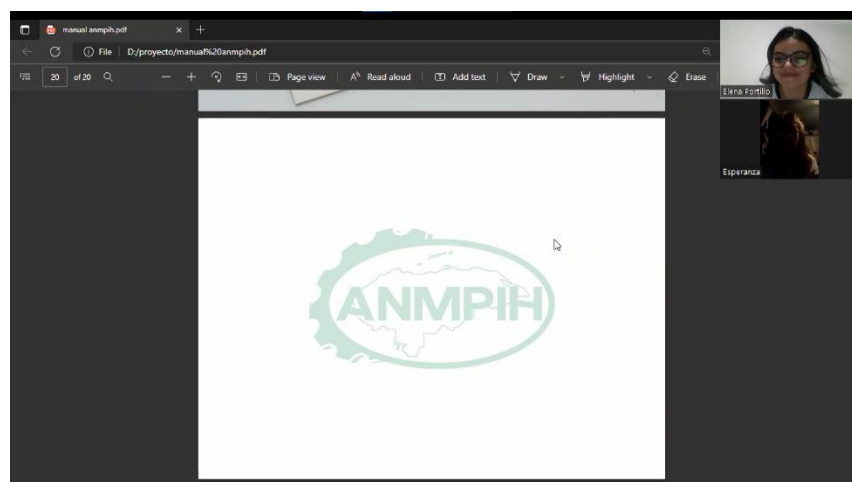 manual anmpih.pdf
File D:/proyecto/manual%20anmpih.pdf
20 of 20 Page view Read aloud Add text Draw Highlight Erase
Elena Portillo
Esperanza
ANMPIH